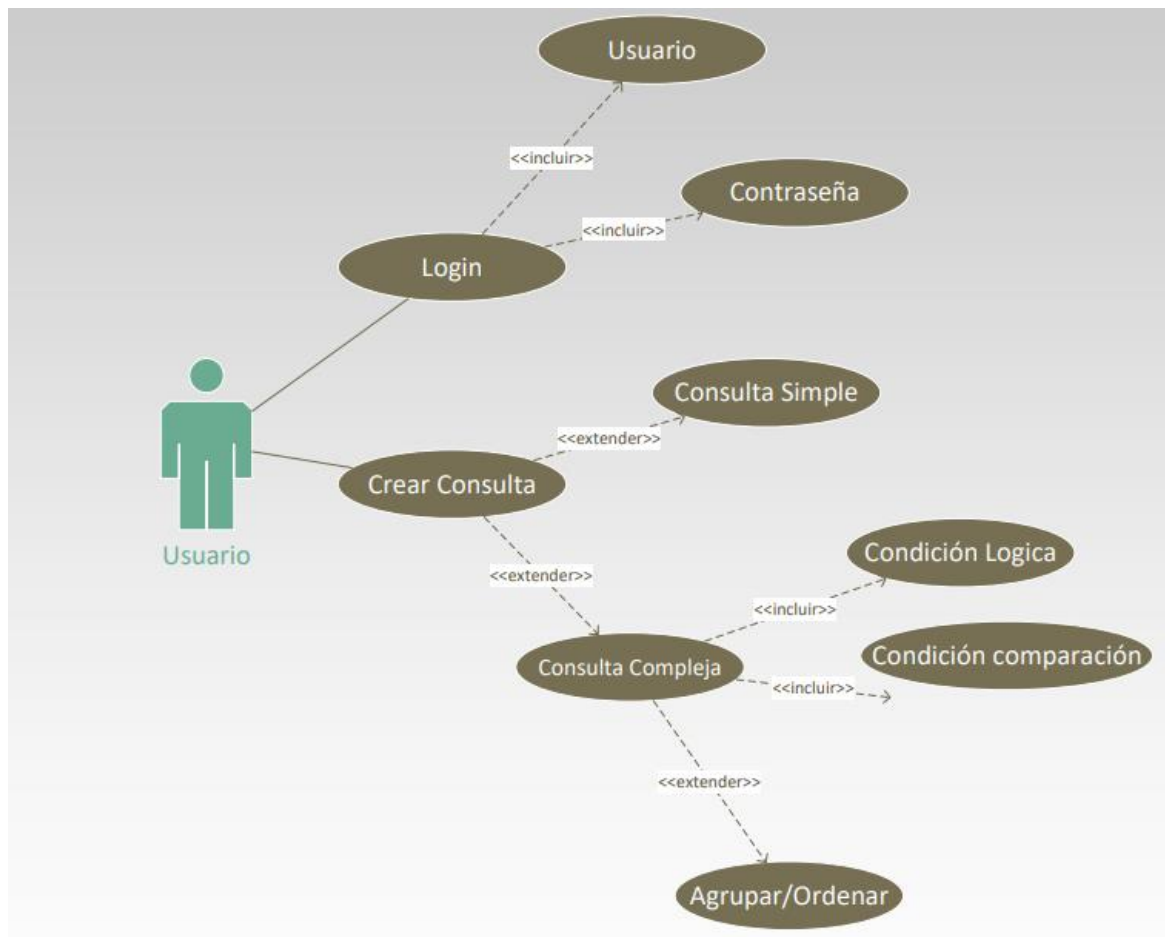 Usuario
<<incluir>>
Contraseña
<<incluir>>
Login
Consulta Simple
<<extender>>
Crear Consulta
Usuario
Condición Logica
<<extender>>
<<incluir>>
Condición comparación
Consulta Compleja
<<incluir>>
<<extender>>
Agrupar/Ordenar